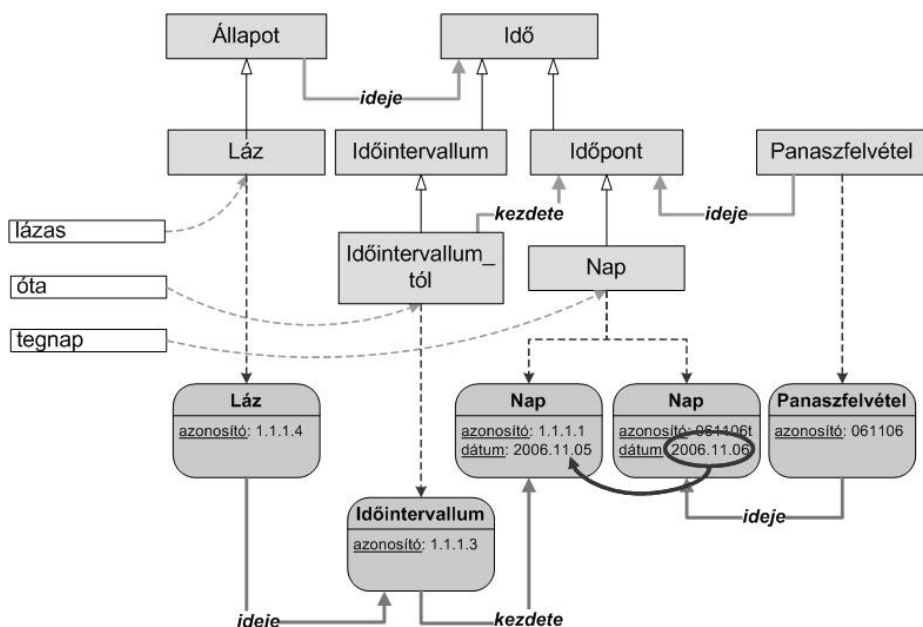 Állapot
Idő
ideje
Láz
Időintervallum
Időpont
Panaszfelvétel
kezdete
ideje
lázas
Időintervallum_
tól
Nap
óta
tegnap
Láz
azonosító: 1.1.1.4
Nap
azonosító: 1.1.1.1
dátum: 2006.11.05
Nap
azonosító: 061106t
dátum: 2006.11.06
Panaszfelvétel
azonosító: 061106
Időintervallum
azonosító: 1.1.1.3
ideje
ideje
kezdete